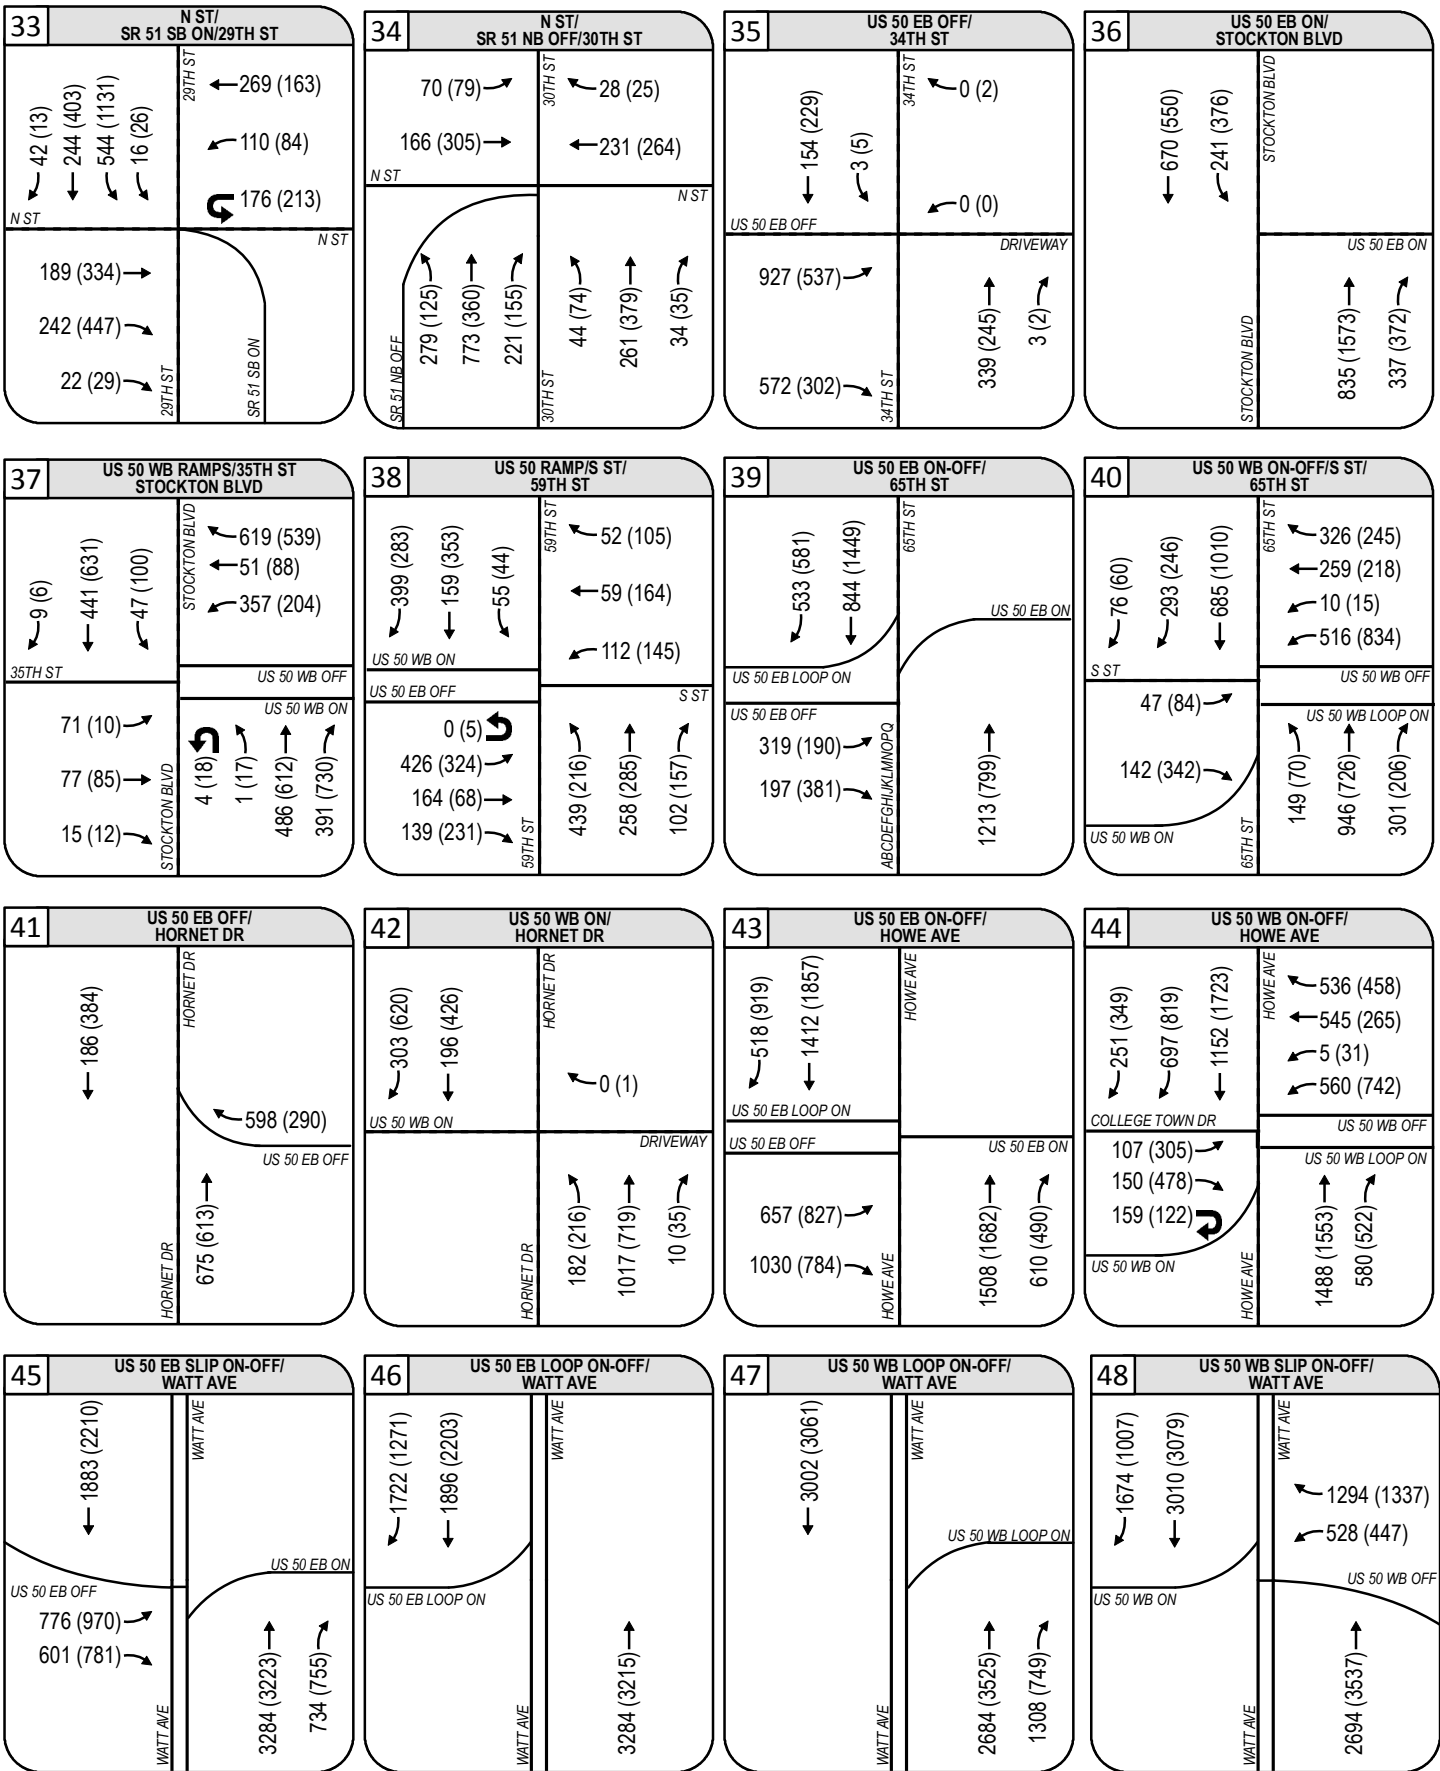 33
N ST/
SR 51 SB ON/29TH ST
42 (13)
244 (403)
544 (1131)
16 (26)
29TH ST
269 (163)
110 (84)
176 (213)
N ST
N ST
189 (334)
242 (447)
22 (29)
29TH ST
SR 51 SB ON
34
N ST/
SR 51 NB OFF/30TH ST
70 (79)
166 (305)
30TH ST
28 (25)
231 (264)
N ST
N ST
SR 51 NB OFF
279 (125)
773 (360)
221 (155)
30TH ST
44 (74)
261 (379)
34 (35)
35
US 50 EB OFF/
34TH ST
154 (229)
3 (5)
34TH ST
0 (2)
0 (0)
US 50 EB OFF
DRIVEWAY
927 (537)
572 (302)
34TH ST
339 (245)
3 (2)
36
US 50 EB ON/
STOCKTON BLVD
670 (550)
241 (376)
STOCKTON BLVD
US 50 EB ON
STOCKTON BLVD
835 (1573)
337 (372)
37
US 50 WB RAMPS/35TH ST
STOCKTON BLVD
9 (6)
441 (631)
47 (100)
STOCKTON BLVD
619 (539)
51 (88)
357 (204)
35TH ST
US 50 WB OFF
US 50 WB ON
71 (10)
77 (85)
15 (12)
STOCKTON BLVD
4 (18)
1 (17)
486 (612)
391 (730)
38
US 50 RAMP/S ST/
59TH ST
399 (283)
159 (353)
55 (44)
59TH ST
52 (105)
59 (164)
112 (145)
US 50 WB ON
US 50 EB OFF
S ST
0 (5)
426 (324)
164 (68)
139 (231)
59TH ST
439 (216)
258 (285)
102 (157)
39
US 50 EB ON-OFF/
65TH ST
533 (581)
844 (1449)
65TH ST
US 50 EB ON
US 50 EB LOOP ON
US 50 EB OFF
319 (190)
197 (381)
ABCDEFGHIJKLMNOPQ
1213 (799)
40
US 50 WB ON-OFF/S ST/
65TH ST
76 (60)
293 (246)
685 (1010)
65TH ST
326 (245)
259 (218)
10 (15)
516 (834)
S ST
US 50 WB OFF
US 50 WB LOOP ON
47 (84)
142 (342)
US 50 WB ON
65TH ST
149 (70)
946 (726)
301 (206)
41
US 50 EB OFF/
HORNET DR
186 (384)
HORNET DR
598 (290)
US 50 EB OFF
HORNET DR
675 (613)
42
US 50 WB ON/
HORNET DR
303 (620)
196 (426)
HORNET DR
0 (1)
US 50 WB ON
DRIVEWAY
HORNET DR
182 (216)
1017 (719)
10 (35)
43
US 50 EB ON-OFF/
HOWE AVE
518 (919)
1412 (1857)
HOWE AVE
US 50 EB LOOP ON
US 50 EB OFF
US 50 EB ON
657 (827)
1030 (784)
HOWE AVE
1508 (1682)
610 (490)
44
US 50 WB ON-OFF/
HOWE AVE
251 (349)
697 (819)
1152 (1723)
HOWE AVE
536 (458)
545 (265)
5 (31)
560 (742)
COLLEGE TOWN DR
US 50 WB OFF
US 50 WB LOOP ON
107 (305)
150 (478)
159 (122)
US 50 WB ON
HOWE AVE
1488 (1553)
580 (522)
45
US 50 EB SLIP ON-OFF/
WATT AVE
1883 (2210)
WATT AVE
US 50 EB ON
US 50 EB OFF
776 (970)
601 (781)
WATT AVE
3284 (3223)
734 (755)
46
US 50 EB LOOP ON-OFF/
WATT AVE
1722 (1271)
1896 (2203)
WATT AVE
US 50 EB LOOP ON
WATT AVE
3284 (3215)
47
US 50 WB LOOP ON-OFF/
WATT AVE
3002 (3061)
WATT AVE
US 50 WB LOOP ON
WATT AVE
2684 (3525)
1308 (749)
48
US 50 WB SLIP ON-OFF/
WATT AVE
1674 (1007)
3010 (3079)
WATT AVE
1294 (1337)
528 (447)
US 50 WB OFF
US 50 WB ON
WATT AVE
2694 (3537)